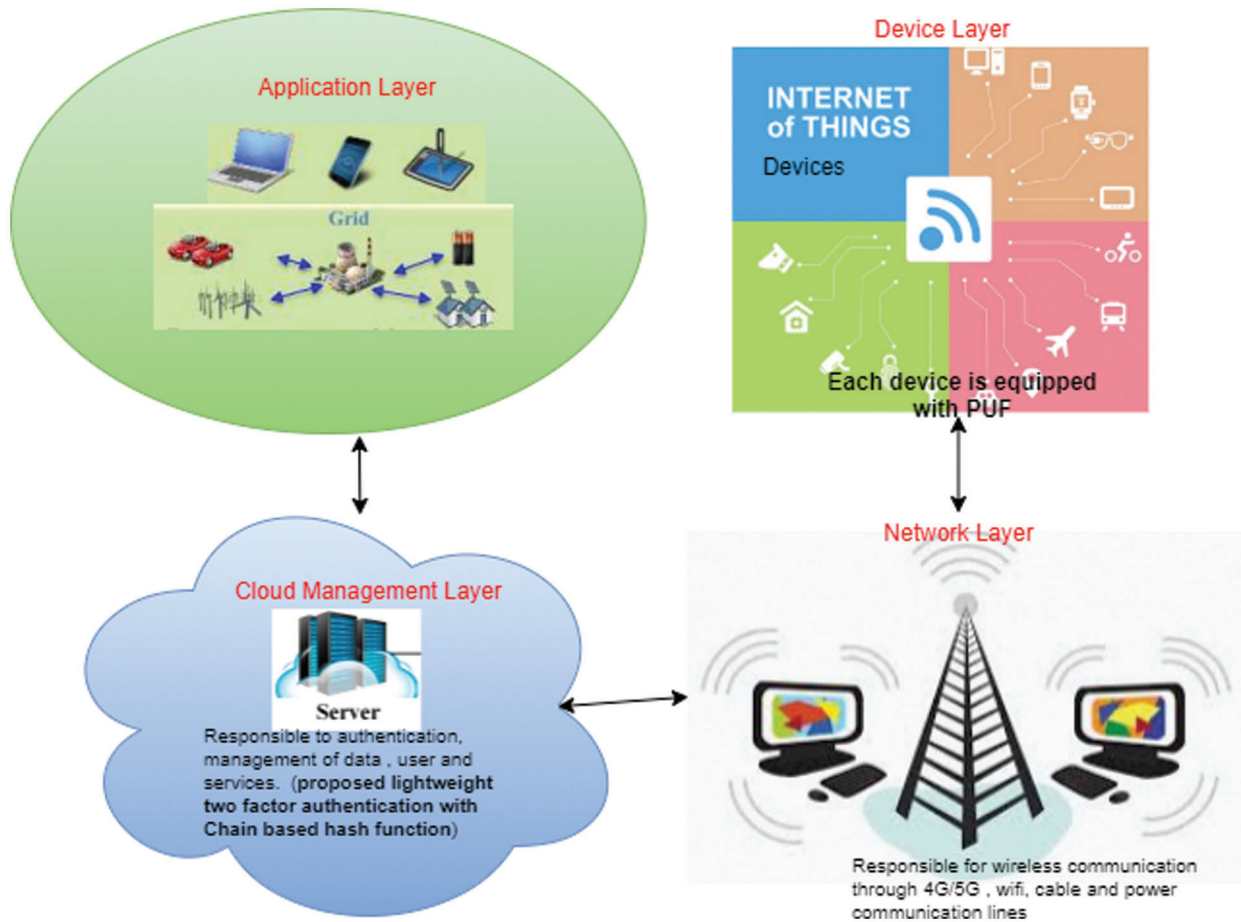 Application Layer
Grid
Device Layer
INTERNET
of THINGS
Devices
Each device is equipped
with PUF
Cloud Management Layer
Server
Responsible to authentication,
management of data , user and
services. (proposed lightweight
two factor authentication with
Chain based hash function)
Network Layer
Responsible for wireless communication
through 4G/5G , wifi, cable and power
communication lines